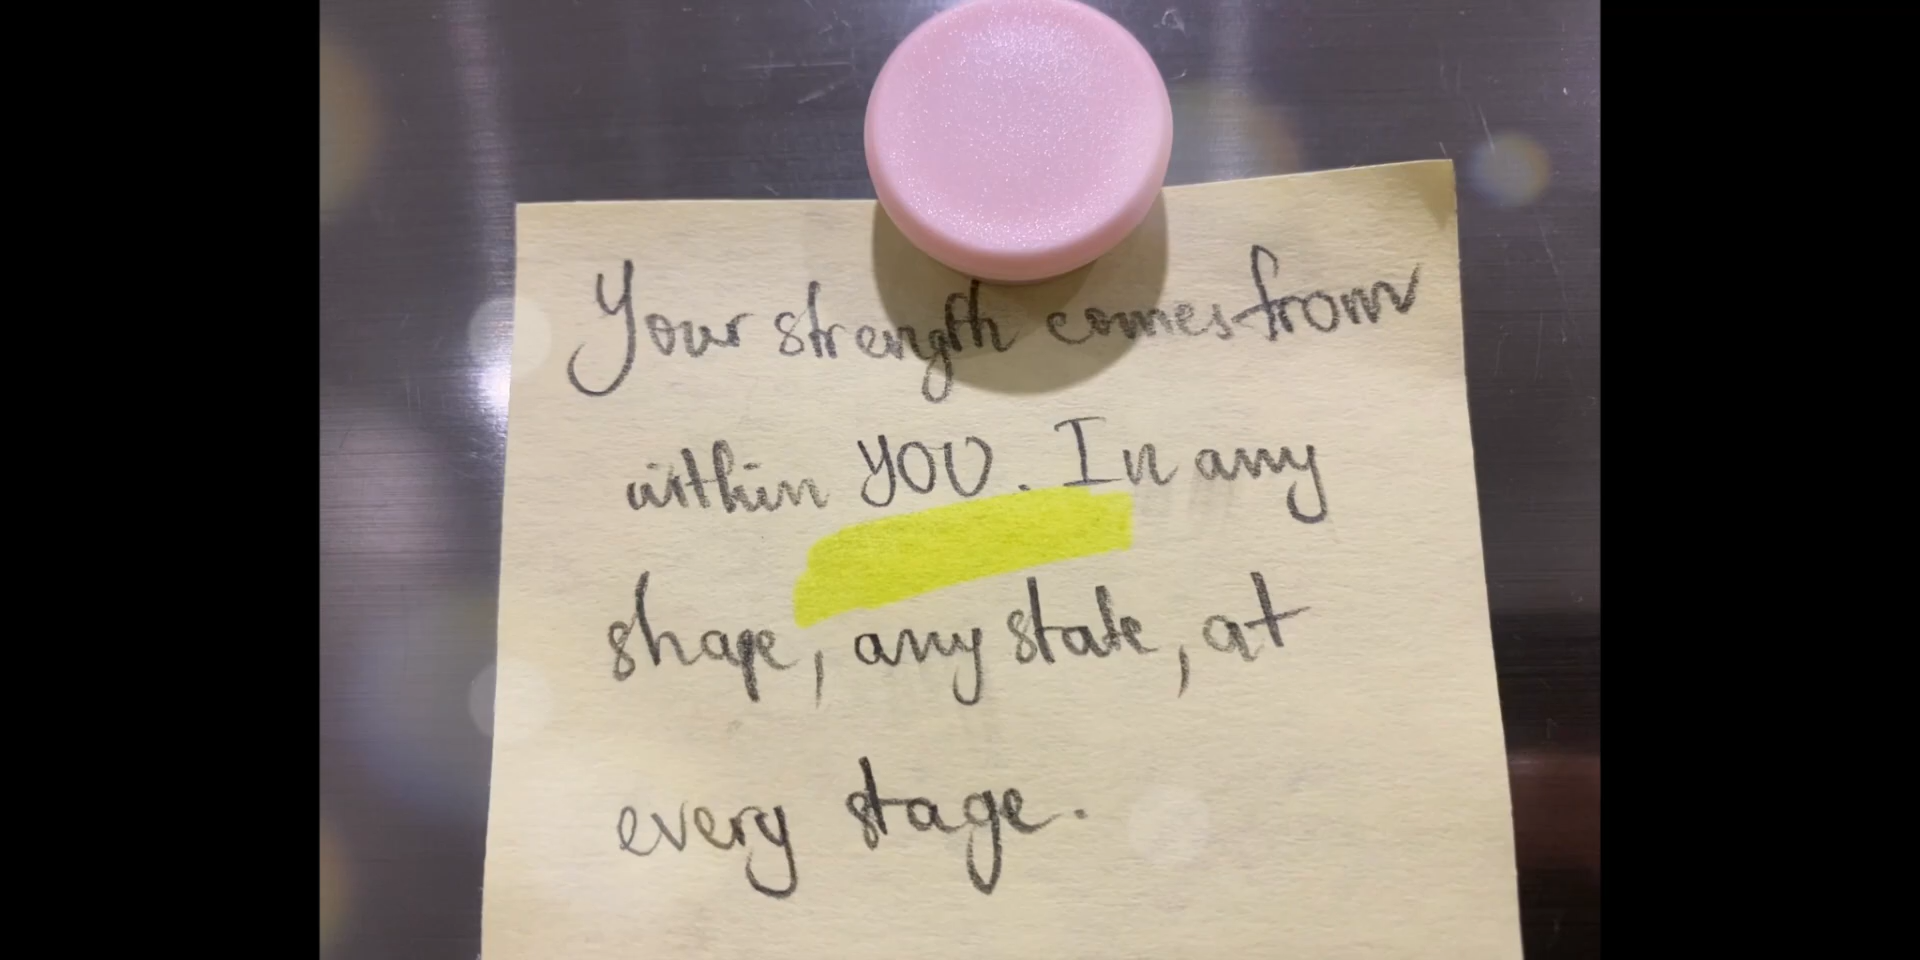 Your strength comes from
within YOU. In any
shape, any state, at
every stage.